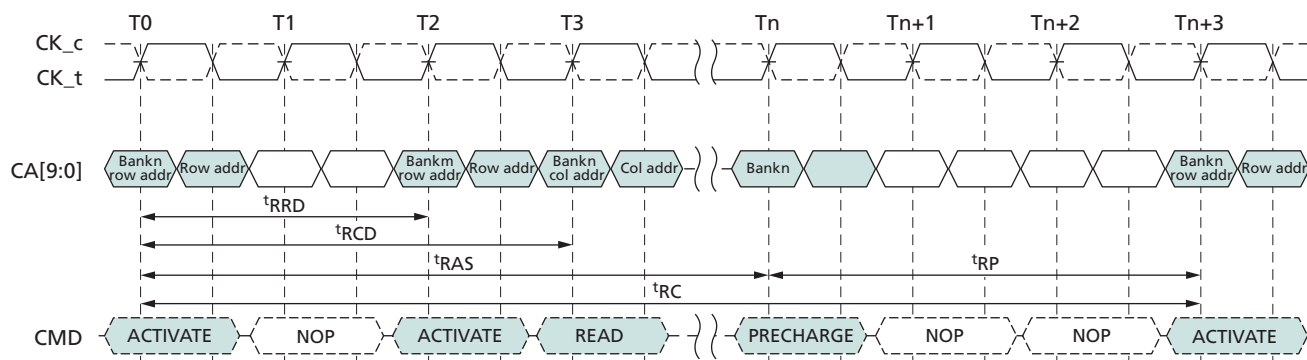 T0 T1 T2 T3 Tn Tn+1 Tn+2 Tn+3
CK_c
CK_t
CA[9:0]
Bankn
row addr
Row addr
Bankm
row addr
Row addr
Bankn
col addr
Col addr
Bankn
Bankn
row addr
Row addr
tRRD
tRCD
tRAS
tRP
tRC
CMD ACTIVATE NOP ACTIVATE READ PRECHARGE NOP NOP ACTIVATE